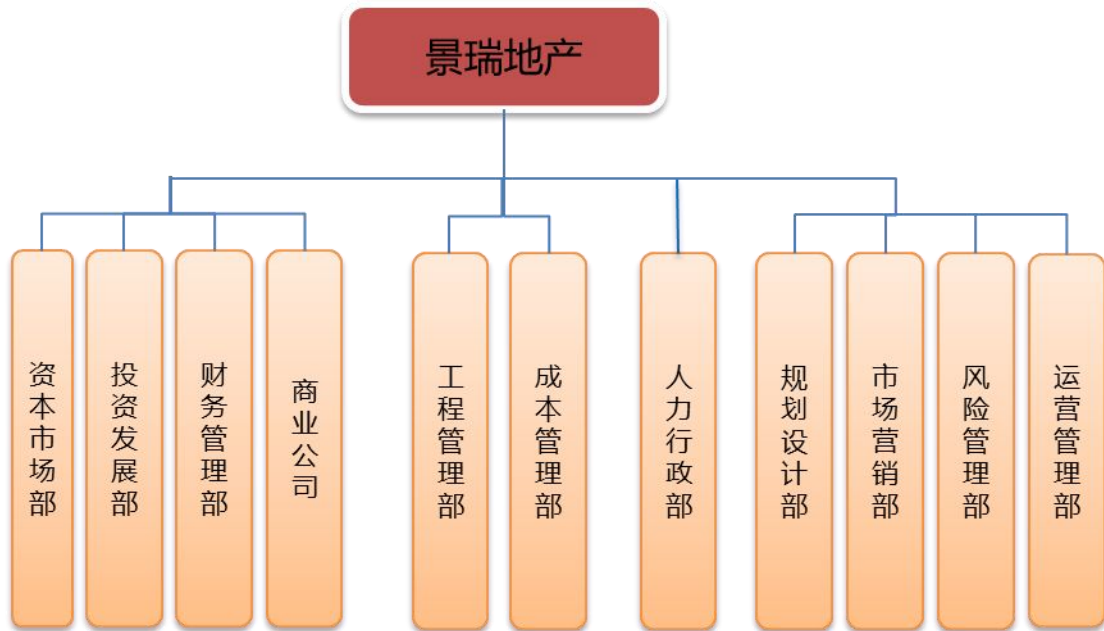 景瑞地产
资本市场部
投资发展部
财务管理部
商业公司
工程管理部
成本管理部
人力行政部
规划设计部
市场营销部
风险管理部
运营管理部